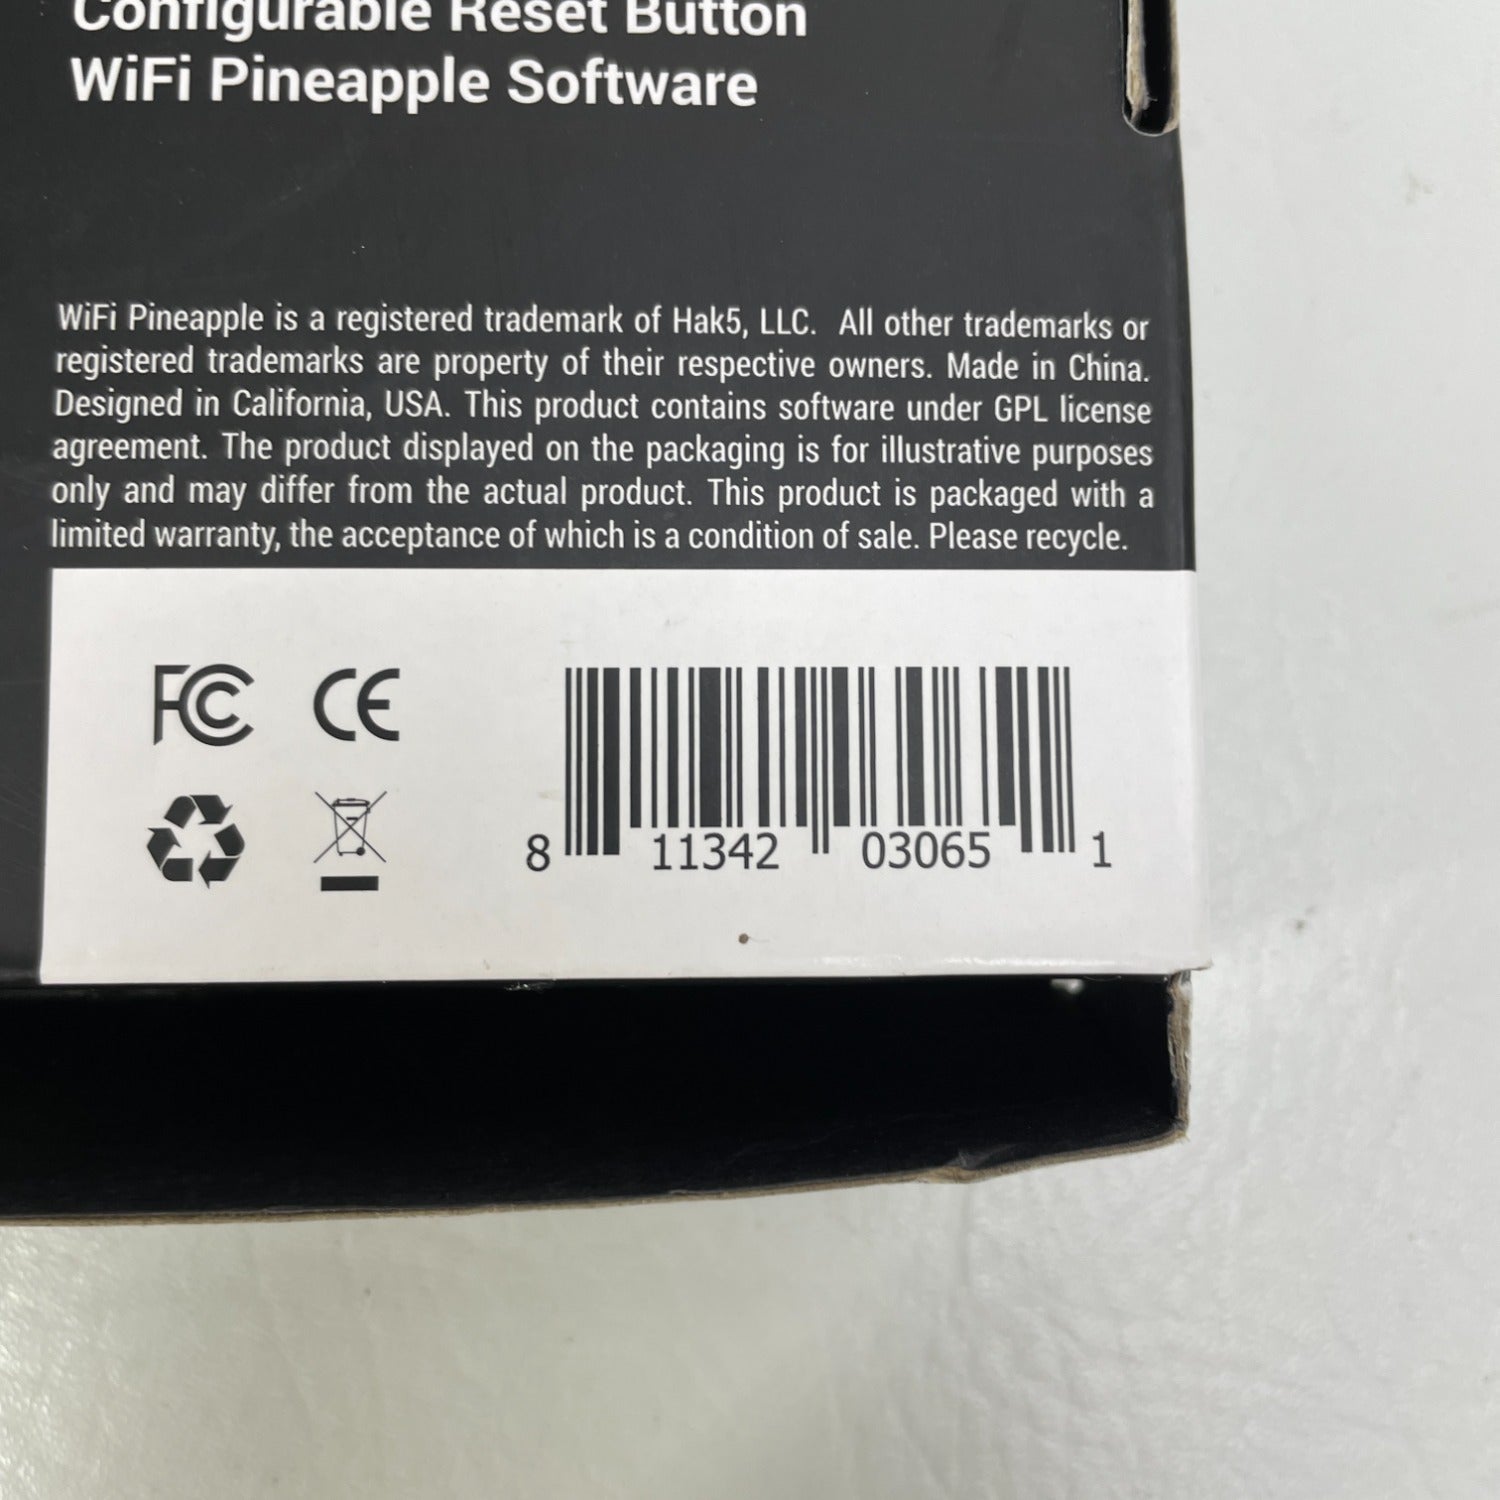 Configurable Reset Button
WiFi Pineapple Software
WiFi Pineapple is a registered trademark of Hak5, LLC. All other trademarks or
registered trademarks are property of their respective owners. Made in China.
Designed in California, USA. This product contains software under GPL license
agreement. The product displayed on the packaging is for illustrative purposes
only and may differ from the actual product. This product is packaged with a
limited warranty, the acceptance of which is a condition of sale. Please recycle.
FC CE
8 11342 03065 1